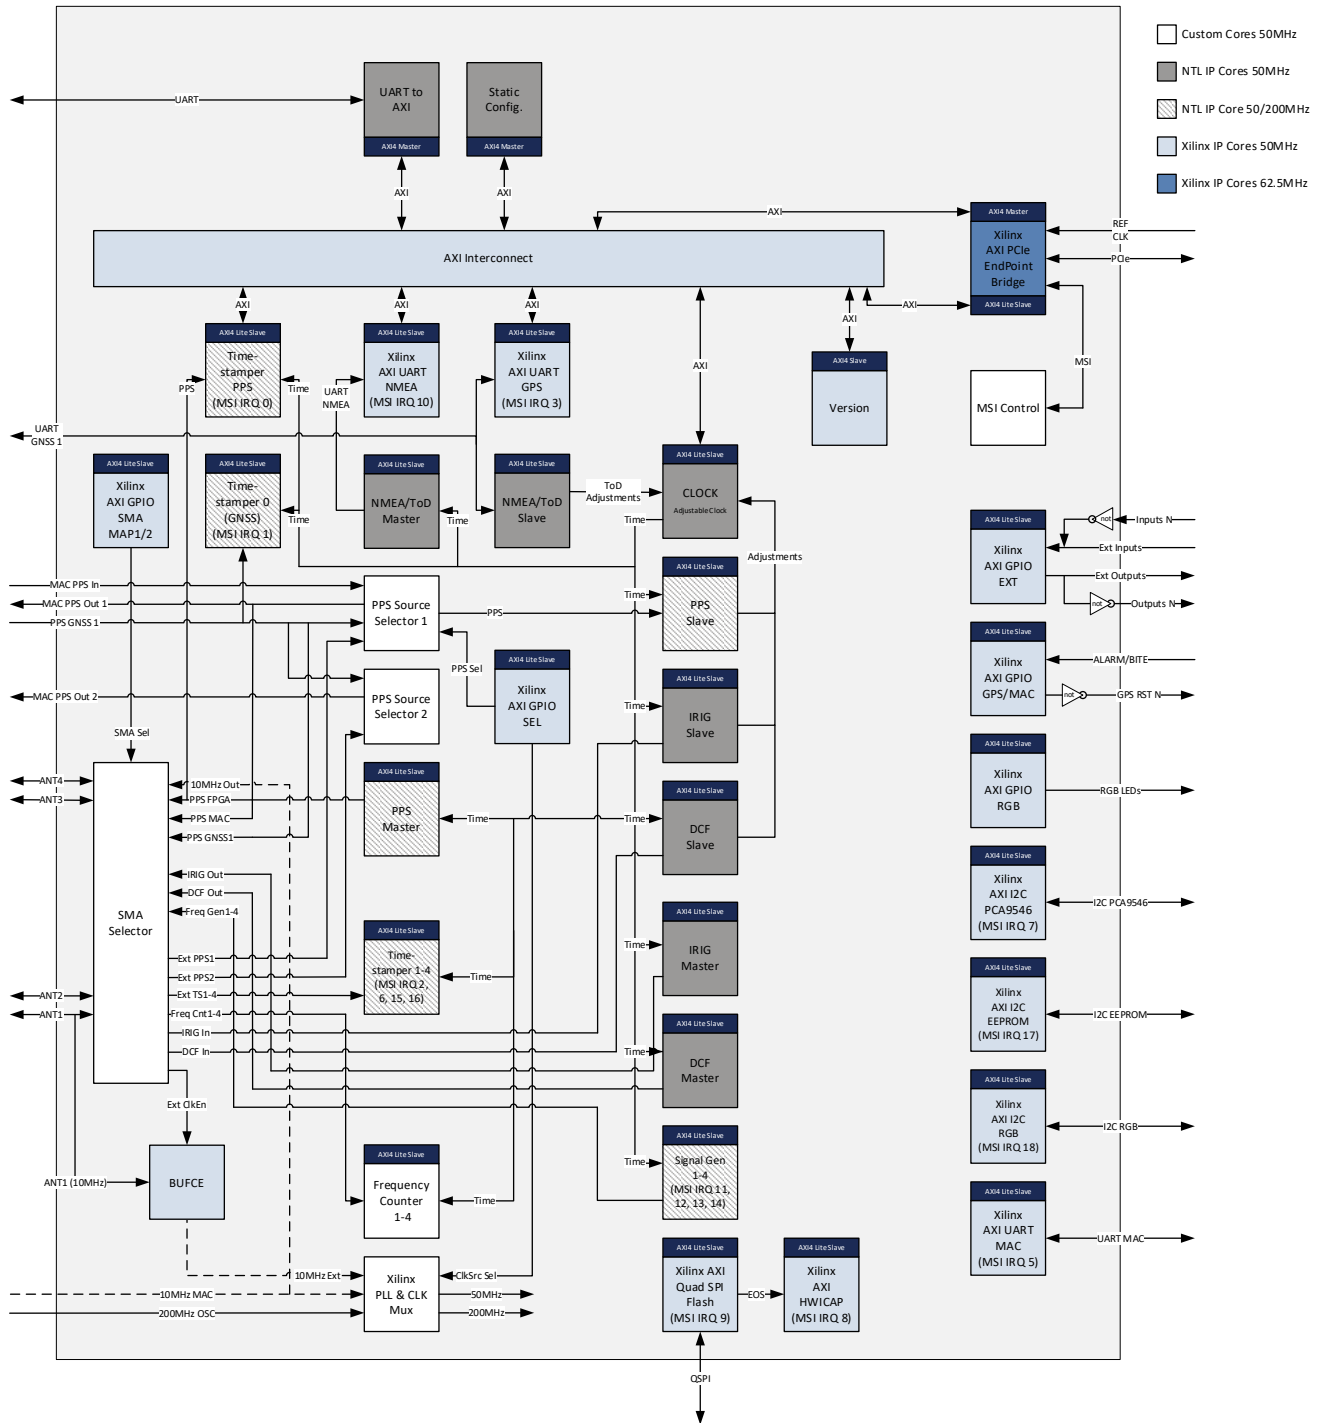 Custom Cores 50MHz
NTL IP Cores 50MHz
NTL IP Core 50/200MHz
Xilinx IP Cores 50MHz
Xilinx IP Cores 62.5MHz
UART
UART to
AXI
AXI4 Master
Static
Config.
AXI4 Master
AXI
AXI
AXI
AXI Interconnect
AXI4 Master
Xilinx
AXI PCIe
EndPoint
Bridge
AXI4 Lite Slave
REF
CLK
PCIe
AXI
AXI
AXI
AXI
AXI
AXI
MSI
AXI4 Lite Slave
Time-
stamper
PPS
(MSI IRQ 0)
PPS
Time
AXI4 Lite Slave
Xilinx
AXI UART
NMEA
(MSI IRQ 10)
UART
NMEA
AXI4 Lite Slave
Xilinx
AXI UART
GPS
(MSI IRQ 3)
AXI4 Slave
Version
MSI Control
UART
GNSS 1
AXI4 Lite Slave
Xilinx
AXI GPIO
SMA
MAP1/2
AXI4 Lite Slave
Time-
stamper 0
(GNSS)
(MSI IRQ 1)
Time
AXI4 Lite Slave
NMEA/ToD
Master
Time
AXI4 Lite Slave
NMEA/ToD
Slave
ToD
Adjustments
AXI4 Lite Slave
CLOCK
Adjustable Clock
Time
Adjustments
AXI4 Lite Slave
Xilinx
AXI GPIO
EXT
not
Inputs N
Ext Inputs
Ext Outputs
not
Outputs N
MAC PPS In
MAC PPS Out 1
PPS GNSS 1
PPS Source
Selector 1
PPS
AXI4 Lite Slave
PPS
Slave
Time
AXI4 Lite Slave
Xilinx
AXI GPIO
GPS/MAC
ALARM/BITE
not
GPS RST N
MAC PPS Out 2
PPS Source
Selector 2
PPS Sel
AXI4 Lite Slave
Xilinx
AXI GPIO
SEL
AXI4 Lite Slave
IRIG
Slave
Time
SMA Sel
AXI4 Lite Slave
Xilinx
AXI GPIO
RGB
RGB LEDs
ANT4
ANT3
ANT2
ANT1
SMA
Selector
10MHz Out
PPS FPGA
PPS MAC
PPS GNSS1
IRIG Out
DCF Out
Freq Gen1-4
Ext PPS1
Ext PPS2
Ext TS1-4
Freq Cnt1-4
IRIG In
DCF In
AXI4 Lite Slave
PPS
Master
Time
Time
AXI4 Lite Slave
DCF
Slave
AXI4 Lite Slave
Xilinx
AXI I2C
PCA9546
(MSI IRQ 7)
I2C PCA9546
AXI4 Lite Slave
Time-
stamper 1-4
(MSI IRQ 2,
6, 15, 16)
Time
Time
AXI4 Lite Slave
IRIG
Master
AXI4 Lite Slave
Xilinx
AXI I2C
EEPROM
(MSI IRQ 17)
I2C EEPROM
Time
AXI4 Lite Slave
DCF
Master
AXI4 Lite Slave
Xilinx
AXI I2C
RGB
(MSI IRQ 18)
I2C RGB
Ext ClkEn
ANT1 (10MHz)
BUFCE
AXI4 Lite Slave
Frequency
Counter
1-4
Time
Time
AXI4 Lite Slave
Signal Gen
1-4
(MSI IRQ 11,
12, 13, 14)
AXI4 Lite Slave
Xilinx
AXI UART
MAC
(MSI IRQ 5)
UART MAC
10MHz Ext
10MHz MAC
200MHz OSC
Xilinx
PLL & CLK
Mux
ClkSrc Sel
50MHz
200MHz
AXI4 Lite Slave
Xilinx AXI
Quad SPI
Flash
(MSI IRQ 9)
EOS
AXI4 Lite Slave
Xilinx
AXI
HWICAP
(MSI IRQ 8)
QSPI